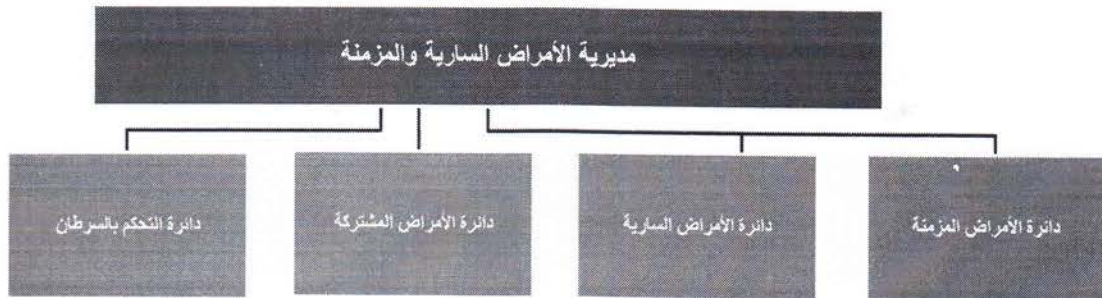 مديرية الأمراض السارية والمزمنة
دائرة الأمراض المزمنة
دائرة الأمراض السارية
دائرة الأمراض المشتركة
دائرة التحكم بالسرطان